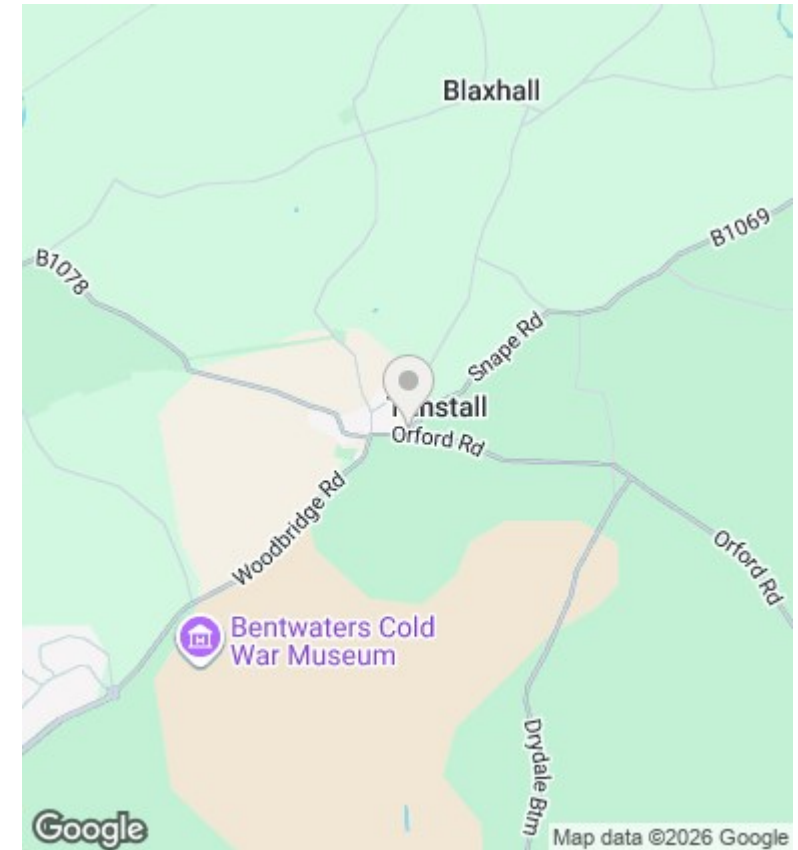 Blaxhall
B1069
B1078
Snape Rd
Orford Rd
Woodbridge Rd
Orford Rd
Bentwaters Cold
War Museum
Drydale Btm
Google
Map data ©2026 Google